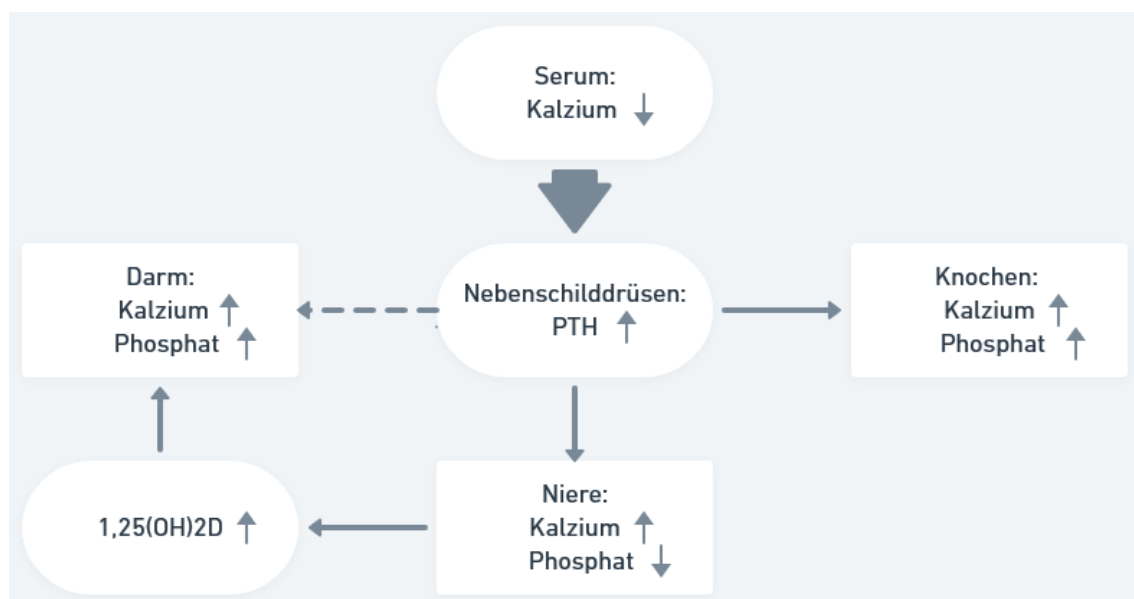 Serum:
Kalzium ↓
Darm:
Kalzium ↑
Phosphat ↑
Nebenschilddrüsen:
PTH ↑
Knochen:
Kalzium ↑
Phosphat ↑
1,25(OH)2D ↑
Niere:
Kalzium ↑
Phosphat ↓